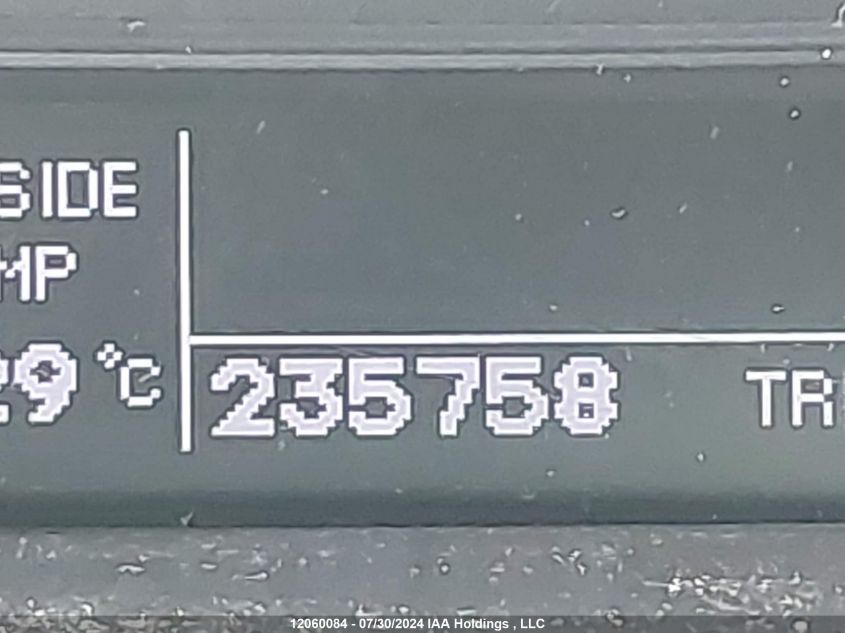 SIDE
MP
29 °C
235758
TR
12060084 - 07/30/2024 IAA Holdings , LLC